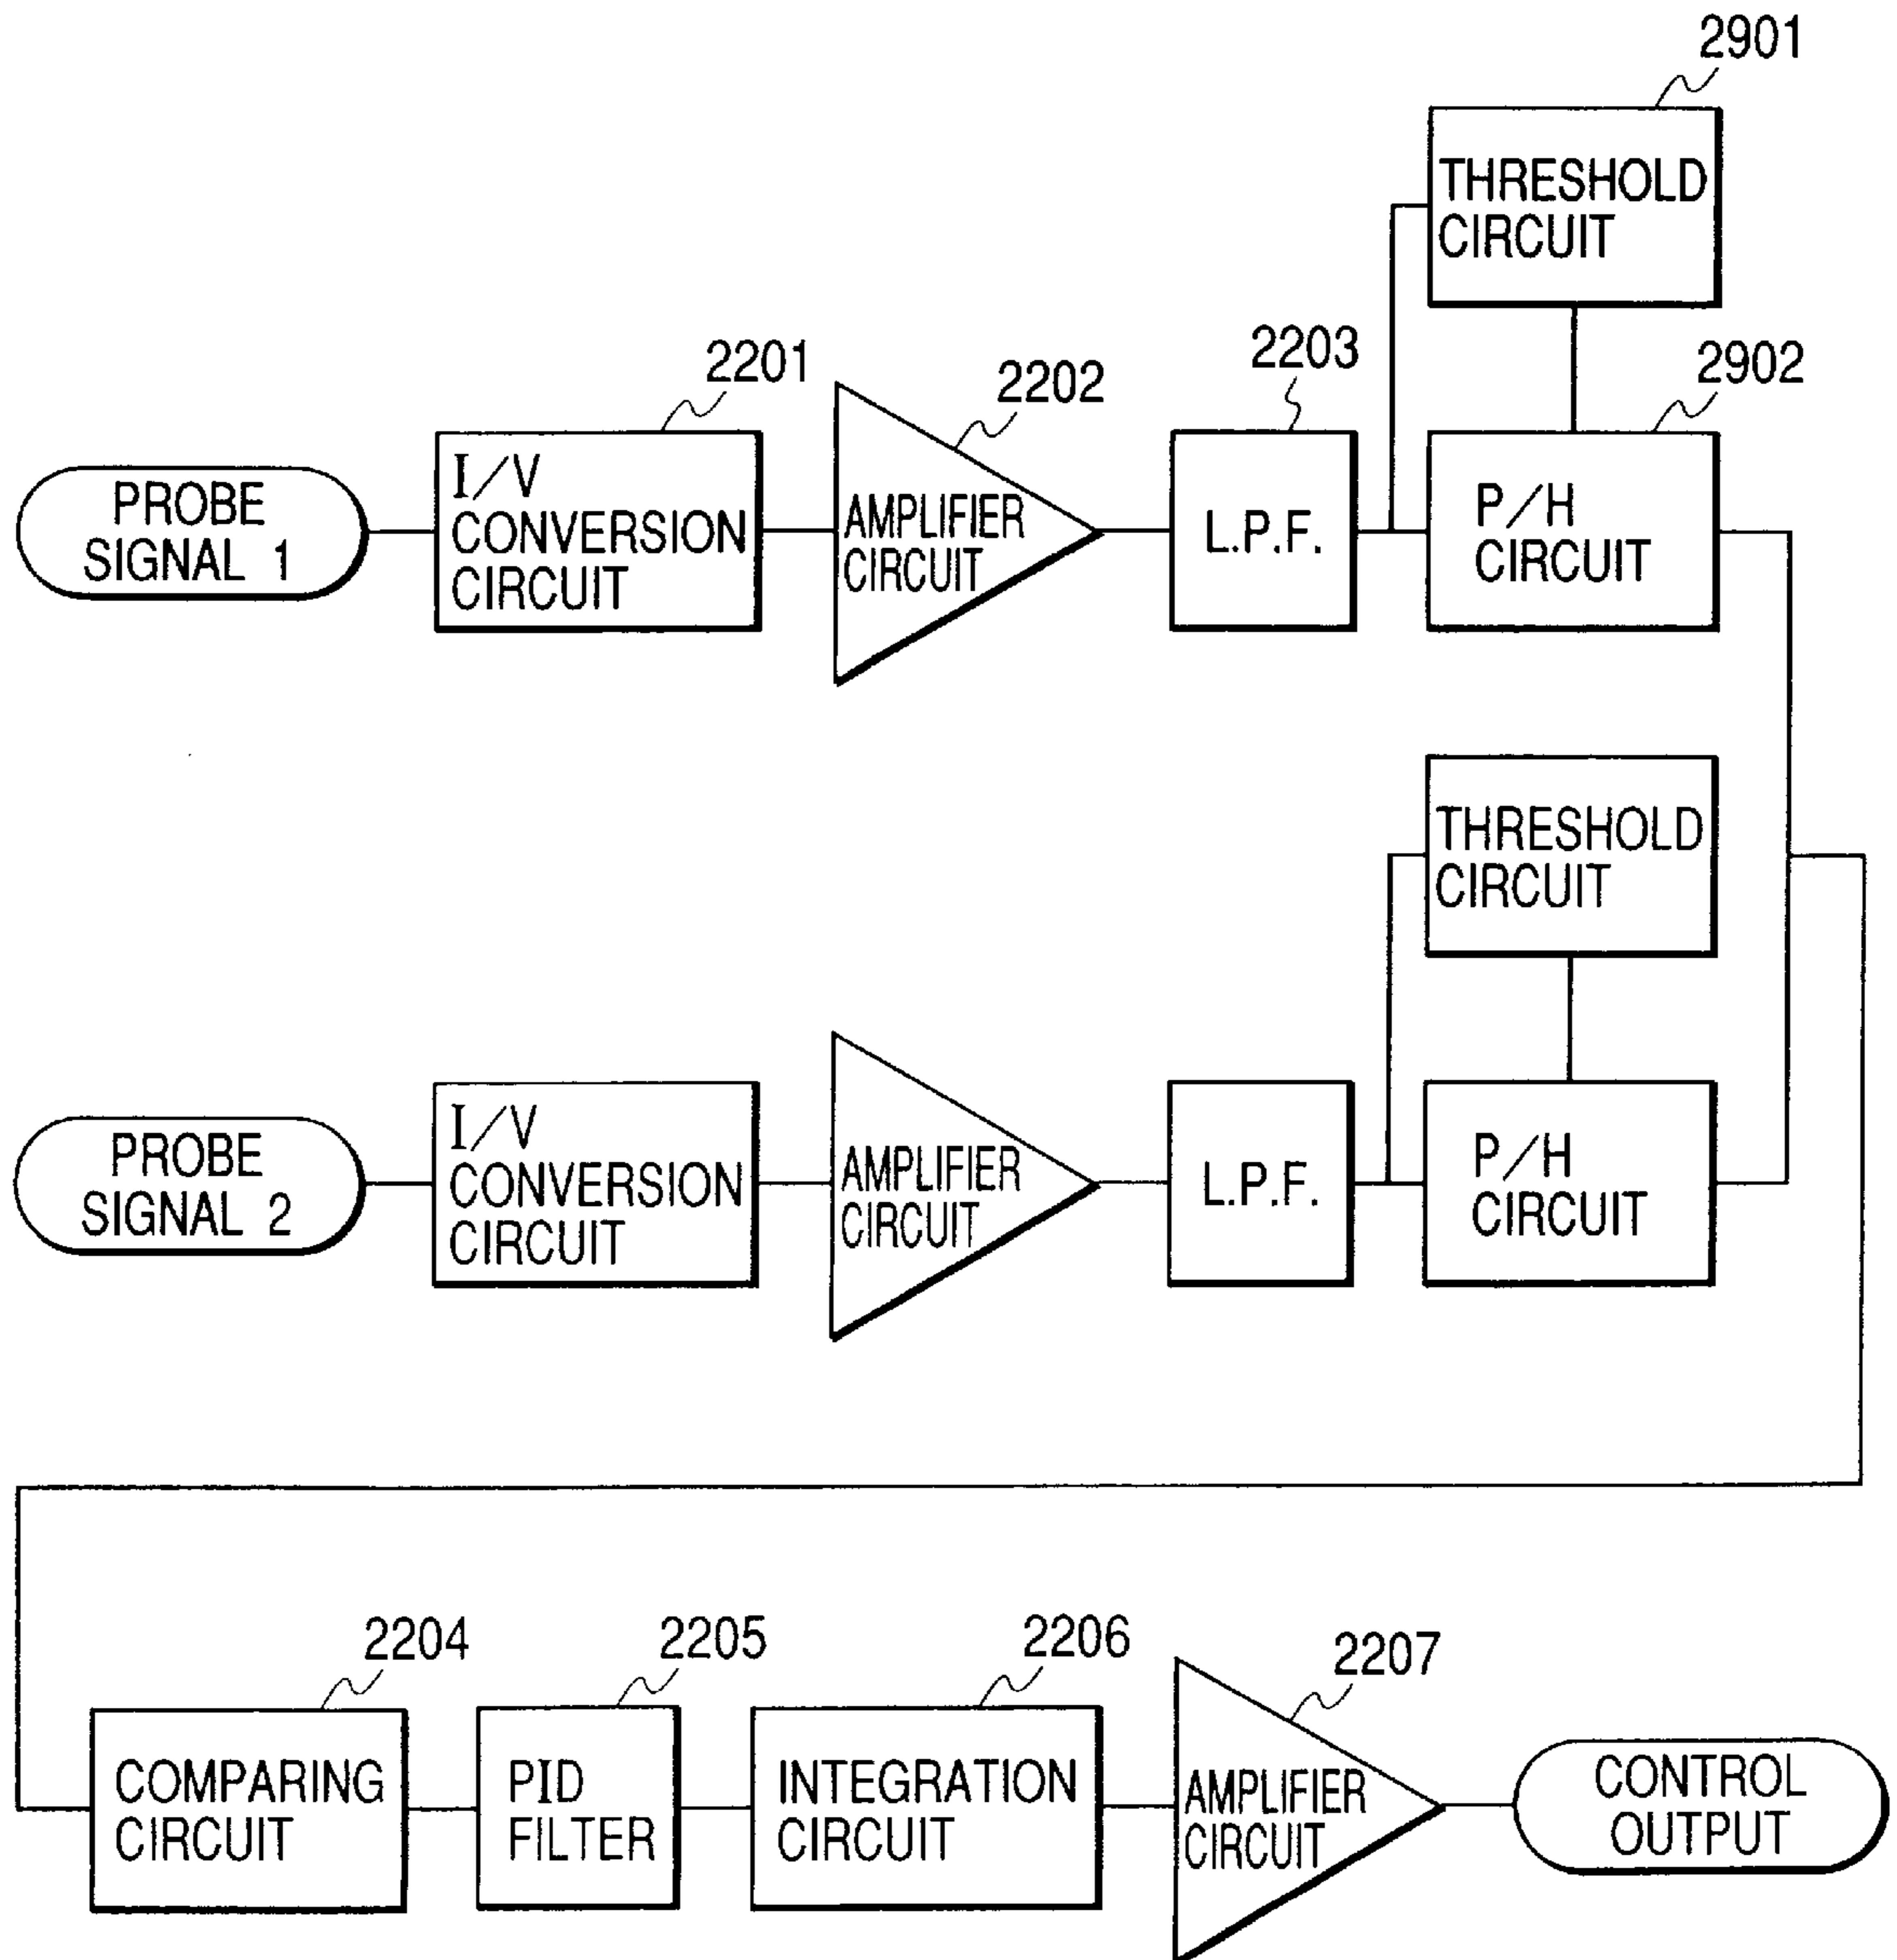 2901
THRESHOLD
CIRCUIT
2201
2202
2203
2902
PROBE
SIGNAL 1
I/V
CONVERSION
CIRCUIT
AMPLIFIER
CIRCUIT
L.P.F.
P/H
CIRCUIT
THRESHOLD
CIRCUIT
PROBE
SIGNAL 2
I/V
CONVERSION
CIRCUIT
AMPLIFIER
CIRCUIT
L.P.F.
P/H
CIRCUIT
2204
2205
2206
2207
COMPARING
CIRCUIT
PID
FILTER
INTEGRATION
CIRCUIT
AMPLIFIER
CIRCUIT
CONTROL
OUTPUT